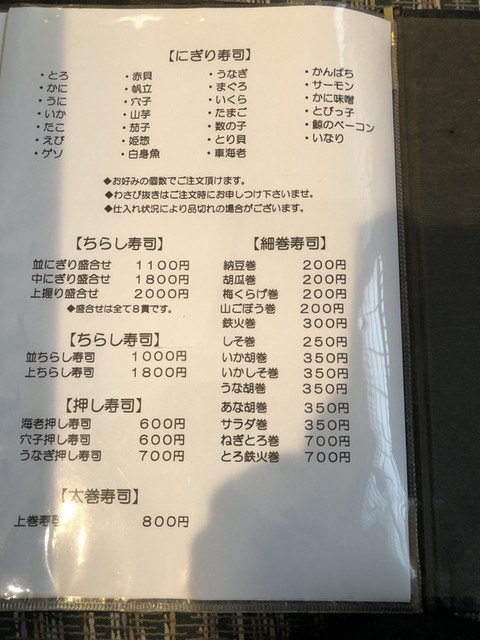 【にぎり寿司】
・とろ ・赤貝 ・うなぎ ・かんぱち
・かに ・帆立 ・まぐろ ・サーモン
・うに ・穴子 ・いくら ・かに味噌
・いか ・山芋 ・たまご ・とびっ子
・たこ ・茄子 ・数の子 ・鯨のベーコン
・えび ・姫惣 ・とり貝 ・いなり
・ゲソ ・白身魚 ・車海老
◆お好みの個数でご注文頂けます。
◆わさび抜きはご注文時にお申しつけ下さいませ。
◆仕入れ状況により品切れの場合がございます。
【ちらし寿司】
並にぎり盛合せ 1100円
中にぎり盛合せ 1800円
上握り盛合せ 2000円
◆盛合せは全て8貫です。
【ちらし寿司】
並ちらし寿司 1000円
上ちらし寿司 1800円
【押し寿司】
海老押し寿司 600円
穴子押し寿司 600円
うなぎ押し寿司 700円
【太巻寿司】
上巻寿司 800円
【細巻寿司】
納豆巻 200円
胡瓜巻 200円
梅くらげ巻 200円
山ごぼう巻 200円
鉄火巻 300円
しそ巻 250円
いか胡巻 350円
いかしそ巻 350円
うな胡巻 350円
あな胡巻 350円
サラダ巻 350円
ねぎとろ巻 700円
とろ鉄火巻 700円